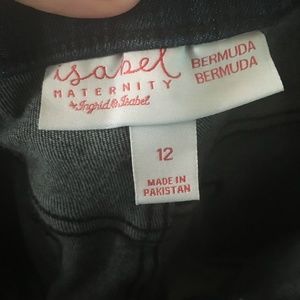 isabel
MATERNITY
by Ingrid & Isabel
BERMUDA
BERMUDA
12
MADE IN
PAKISTAN